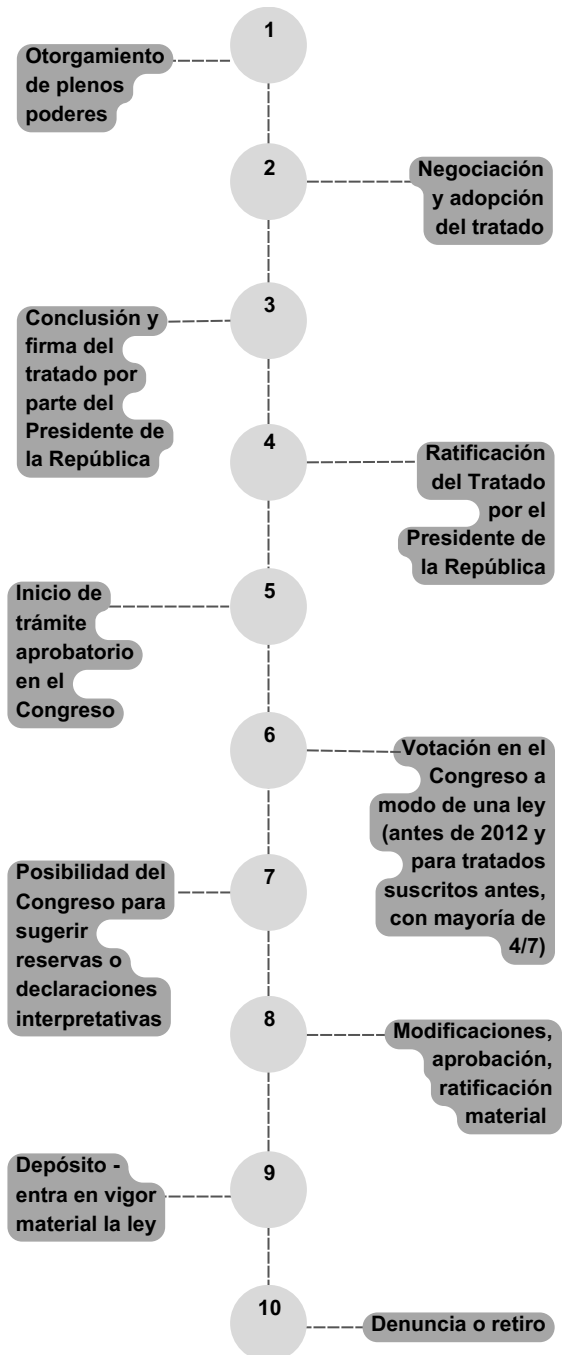 1
Otorgamiento
de plenos
poderes
2
Negociación
y adopción
del tratado
3
Conclusión y
firma del
tratado por
parte del
Presidente de
la República
4
Ratificación
del Tratado
por el
Presidente de
la República
5
Inicio de
trámite
aprobatorio
en el
Congreso
6
Votación en el
Congreso a
modo de una ley
(antes de 2012 y
para tratados
suscritos antes,
con mayoría de
4/7)
7
Posibilidad del
Congreso para
sugerir
reservas o
declaraciones
interpretativas
8
Modificaciones,
aprobación,
ratificación
material
9
Depósito -
entra en vigor
material la ley
10
Denuncia o retiro